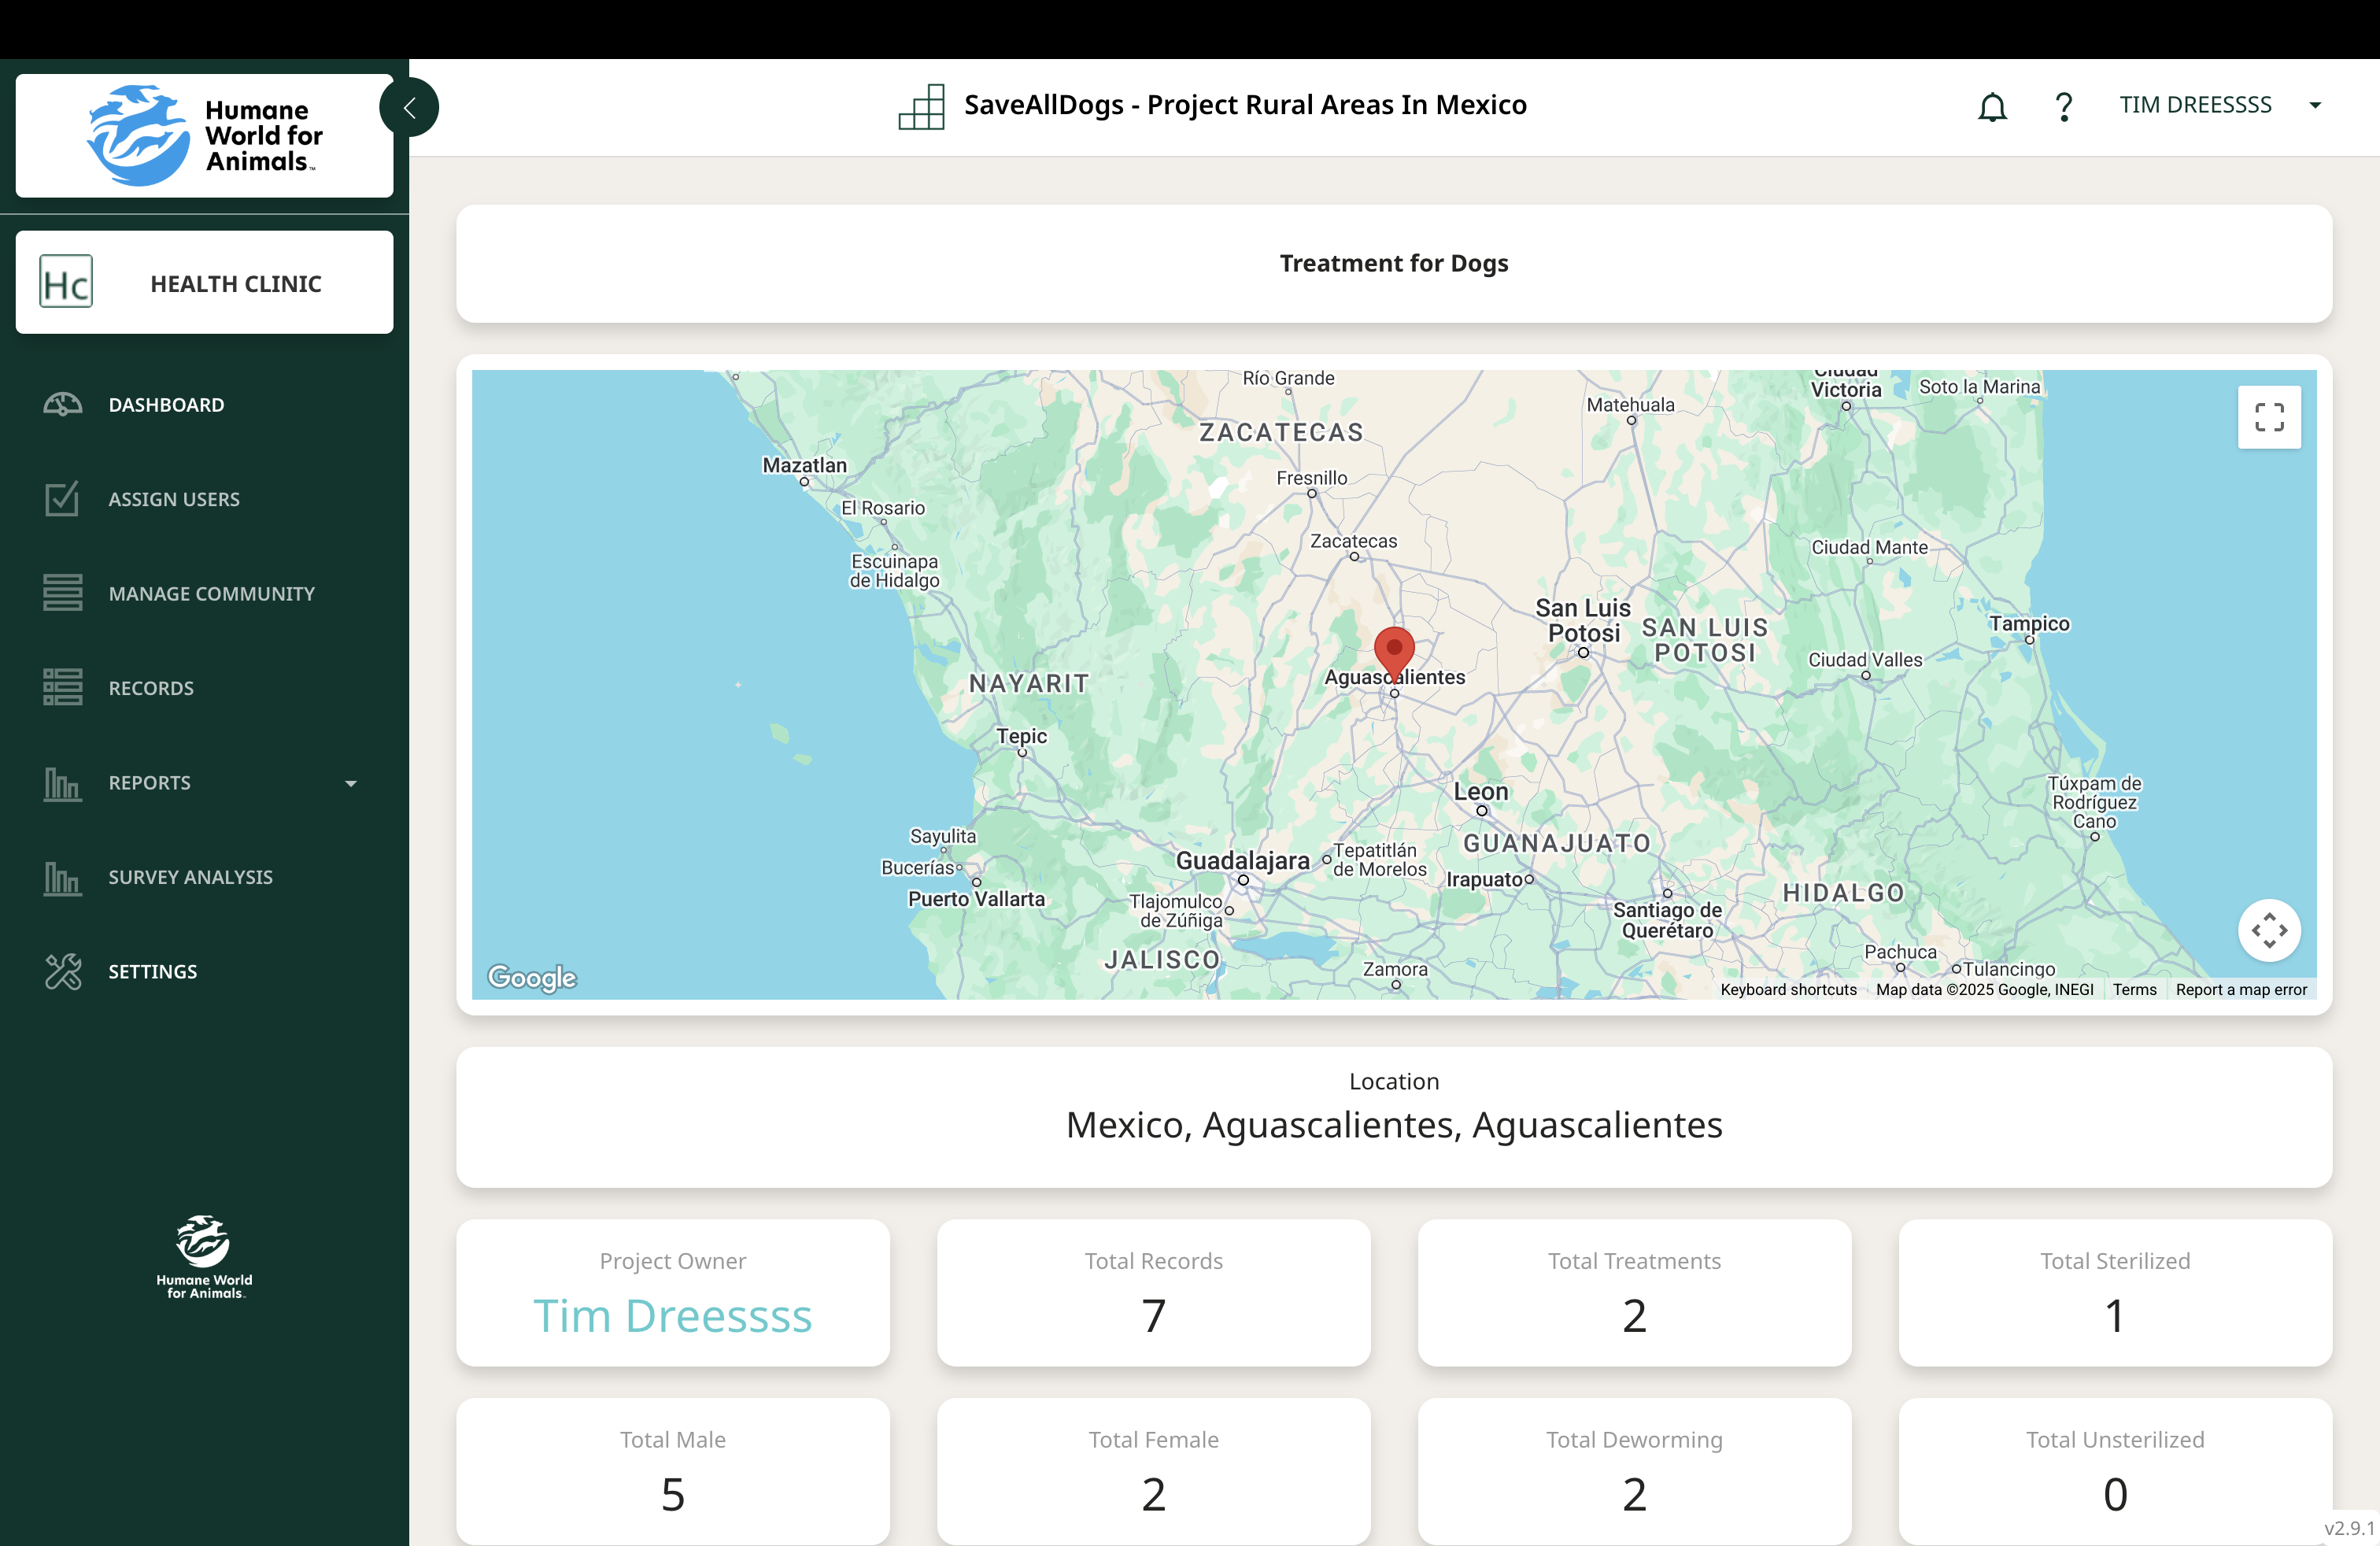 Humane
World for
Animals™
SaveAllDogs - Project Rural Areas In Mexico
?
TIM DREESSSS
Hc
HEALTH CLINIC
DASHBOARD
ASSIGN USERS
MANAGE COMMUNITY
RECORDS
REPORTS
SURVEY ANALYSIS
SETTINGS
Humane World
for Animals
Treatment for Dogs
Río Grande
Ciudad
Victoria
Soto la Marina
Matehuala
ZACATECAS
Mazatlan
Fresnillo
El Rosario
Zacatecas
Ciudad Mante
Escuinapa
de Hidalgo
San Luis
Potosi
SAN LUIS
POTOSI
Tampico
Ciudad Valles
Aguascalientes
NAYARIT
Tepic
Leon
Túxpam de
Rodríguez
Cano
Sayulita
GUANAJUATO
Bucerías
Guadalajara
Tepatitlán
de Morelos
Irapuato
Puerto Vallarta
HIDALGO
Tlajomulco
de Zúñiga
Santiago de
Querétaro
JALISCO
Pachuca
Zamora
Tulancingo
Google
Keyboard shortcuts
Map data ©2025 Google, INEGI
Terms
Report a map error
Location
Mexico, Aguascalientes, Aguascalientes
Project Owner
Tim Dreessss
Total Records
7
Total Treatments
2
Total Sterilized
1
Total Male
5
Total Female
2
Total Deworming
2
Total Unsterilized
0
v2.9.1